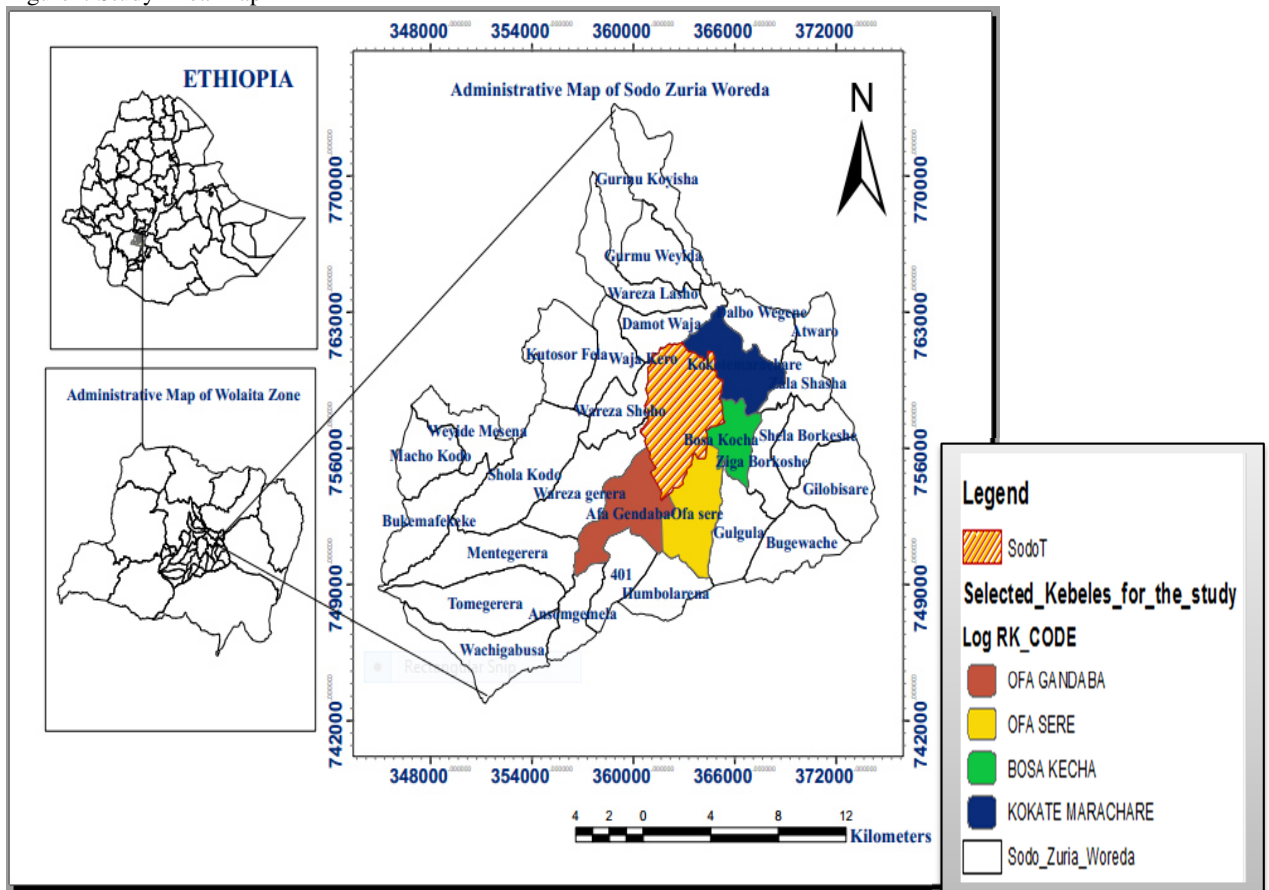 ETHIOPIA
Administrative Map of Wolaita Zone
348000 354000 360000 366000 372000
Administrative Map of Sodo Zuria Woreda
N
770000
763000
756000
749000
742000
770000
763000
756000
749000
742000
Gurmu Koyisha
Gurmu Weyida
Wareza Lasho
Dalbo Wegene
Damot Waja
Atwaro
Kutosor Fela
Waja Kero
Zala Shasha
Wareza Shoho
Weyide Mesena
Bosa Kocha
Shela Borkeshe
Macho Kodo
Ziga Borkoshe
Shola Kodo
Gilobisare
Wareza gerera
Afa Gendaba
Ofa sere
Bukemafekeke
Gulgula
Bugewache
Mentegerera
401
Humbolarena
Tomegerera
Ansomgemela
Wachigabusa
Rectangular Snip
348000 354000 360000 366000 372000
4 2 0 4 8 12
Kilometers
Legend
SodoT
Selected_Kebeles_for_the_study
Log RK_CODE
OFA GANDABA
OFA SERE
BOSA KECHA
KOKATE MARACHARE
Sodo_Zuria_Woreda